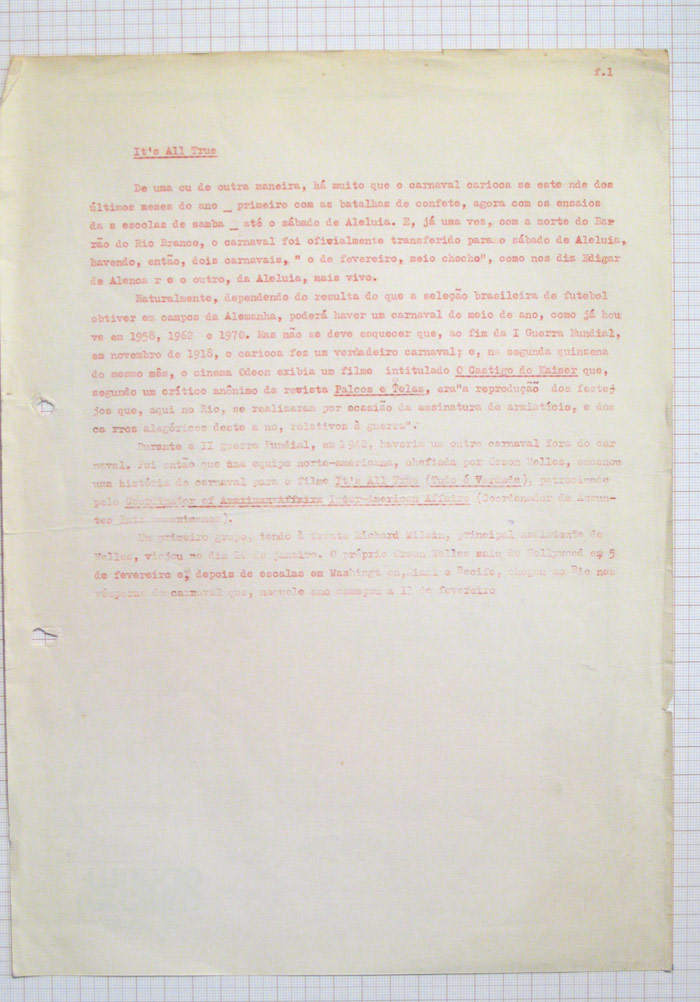 f.1
It's All True
De uma ou de outra maneira, há muito que o carnaval carioca se este nde dos
últimos meses do ano _ primeiro com as batalhas de confete, agora com os ensaios
da s escolas de samba _ até o sábado de Aleluia. E, já uma vez, com a morte do Bar
rão do Rio Branco, o carnaval foi oficialmente transferido para o sábado de Aleluia,
havendo, então, dois carnavais, " o de fevereiro, meio chocho", como nos diz Edigar
de Alenca r e o outro, da Aleluia, mais vivo.
Naturalmente, dependendo do resulta do que a seleção brasileira de futebol
obtiver em campos da Alemanha, poderá haver um carnaval de meio de ano, como já hou
ve em 1958, 1962 e 1970. Mas não se deve esquecer que, ao fim da I Guerra Mundial,
em novembro de 1918, o carioca fez um verdadeiro carnaval; e, na segunda quinzena
do mesmo mês, o cinema Odeon exibia um filme intitulado O Castigo do Kaiser que,
segundo um crítico anônimo da revista Palcos e Telas, era"a reprodução dos feste-
jos que, aqui no Rio, se realizaram por ocasião da assinatura do armistício, e dos
ca rros alagóricos deste a no, relativos à guerra".
Durante a II guerra Mundial, em 1942, haveria um outro carnaval fora do car
naval. Foi então que uma equipe norte-americana, chefiada por Orson Welles, encenou
uma história de carnaval para o filme It's All True (Tudo é Verdade), patrocinado
pelo Coordinator of American Affairs Inter-American Affairs (Coordenador de Assun-
tos Inte ramericanos).
Um primeiro grupo, tendo à frente Richard Wilson, principal assistente de
Welles, viajou no dia de janeiro. O próprio Orson Welles saiu de Hollywood em 5
de fevereiro e, depois de escalas em Washingt on, Miami e Recife, chegou ao Rio nas
vésperas do carnaval que, naquele ano começou a 13 de fevereiro